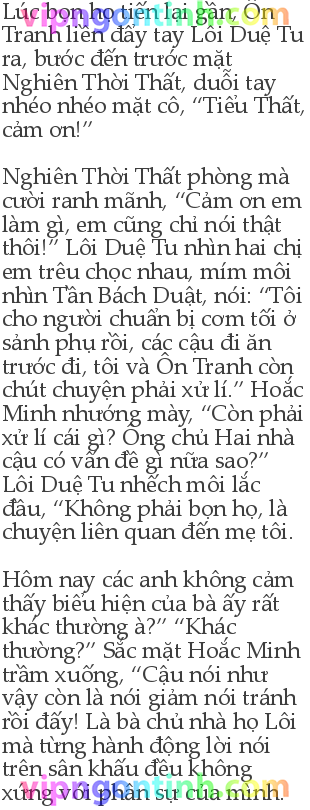 Lúc bọn họ tiến lại gần, Ôn
Tranh liền đẩy tay Lôi Duệ Tu
ra, bước đến trước mặt
Nghiên Thời Thất, duỗi tay
nhéo nhéo mặt cô, “Tiểu Thất,
cảm ơn!”
Nghiên Thời Thất phòng mà
cười ranh mãnh, “Cảm ơn em
làm gì, em cũng chỉ nói thật
thôi!” Lôi Duệ Tu nhìn hai chị
em trêu chọc nhau, mím môi
nhìn Tần Bách Duật, nói: “Tôi
cho người chuẩn bị cơm tối ở
sảnh phụ rồi, các cậu đi ăn
trước đi, tôi và Ôn Tranh còn
chút chuyện phải xử lí.” Hoắc
Minh nhướng mày, “Còn phải
xử lí cái gì? Ông chủ Hai nhà
cậu có vấn đề gì nữa sao?”
Lôi Duệ Tu nhếch môi lắc
đầu, “Không phải bọn họ, là
chuyện liên quan đến mẹ tôi.
Hôm nay các anh không cảm
thấy biểu hiện của bà ấy rất
khác thường à?” “Khác
thường?” Sắc mặt Hoắc Minh
trầm xuống, “Cậu nói như
vậy còn là nói giảm nói tránh
rồi đấy! Là bà chủ nhà họ Lôi
mà từng hành động lời nói
trên sân khấu đều không
xứng với phân sự của mình.
vipngontinh.com
vipngontinh.com